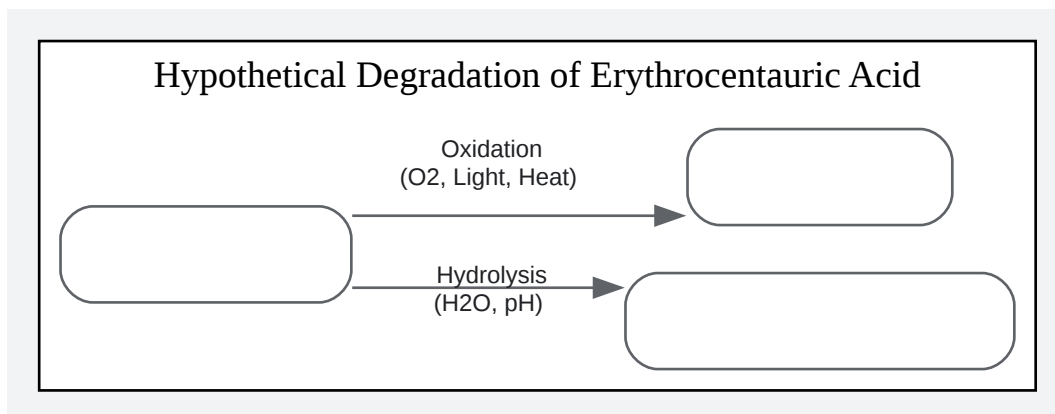 Hypothetical Degradation of Erythrocentauric Acid
Oxidation
(O2, Light, Heat)
Hydrolysis
(H2O, pH)